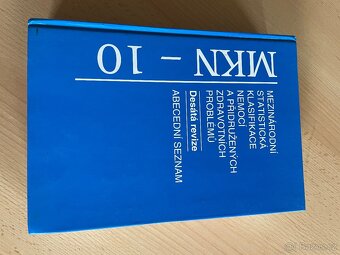 MKN – 10
MEZINÁRODNÍ
STATISTICKÁ
KLASIFIKACE
NEMOCÍ
A PŘIDRUŽENÝCH
ZDRAVOTNÍCH
PROBLÉMŮ
Desátá revize
ABECEDNÍ SEZNAM